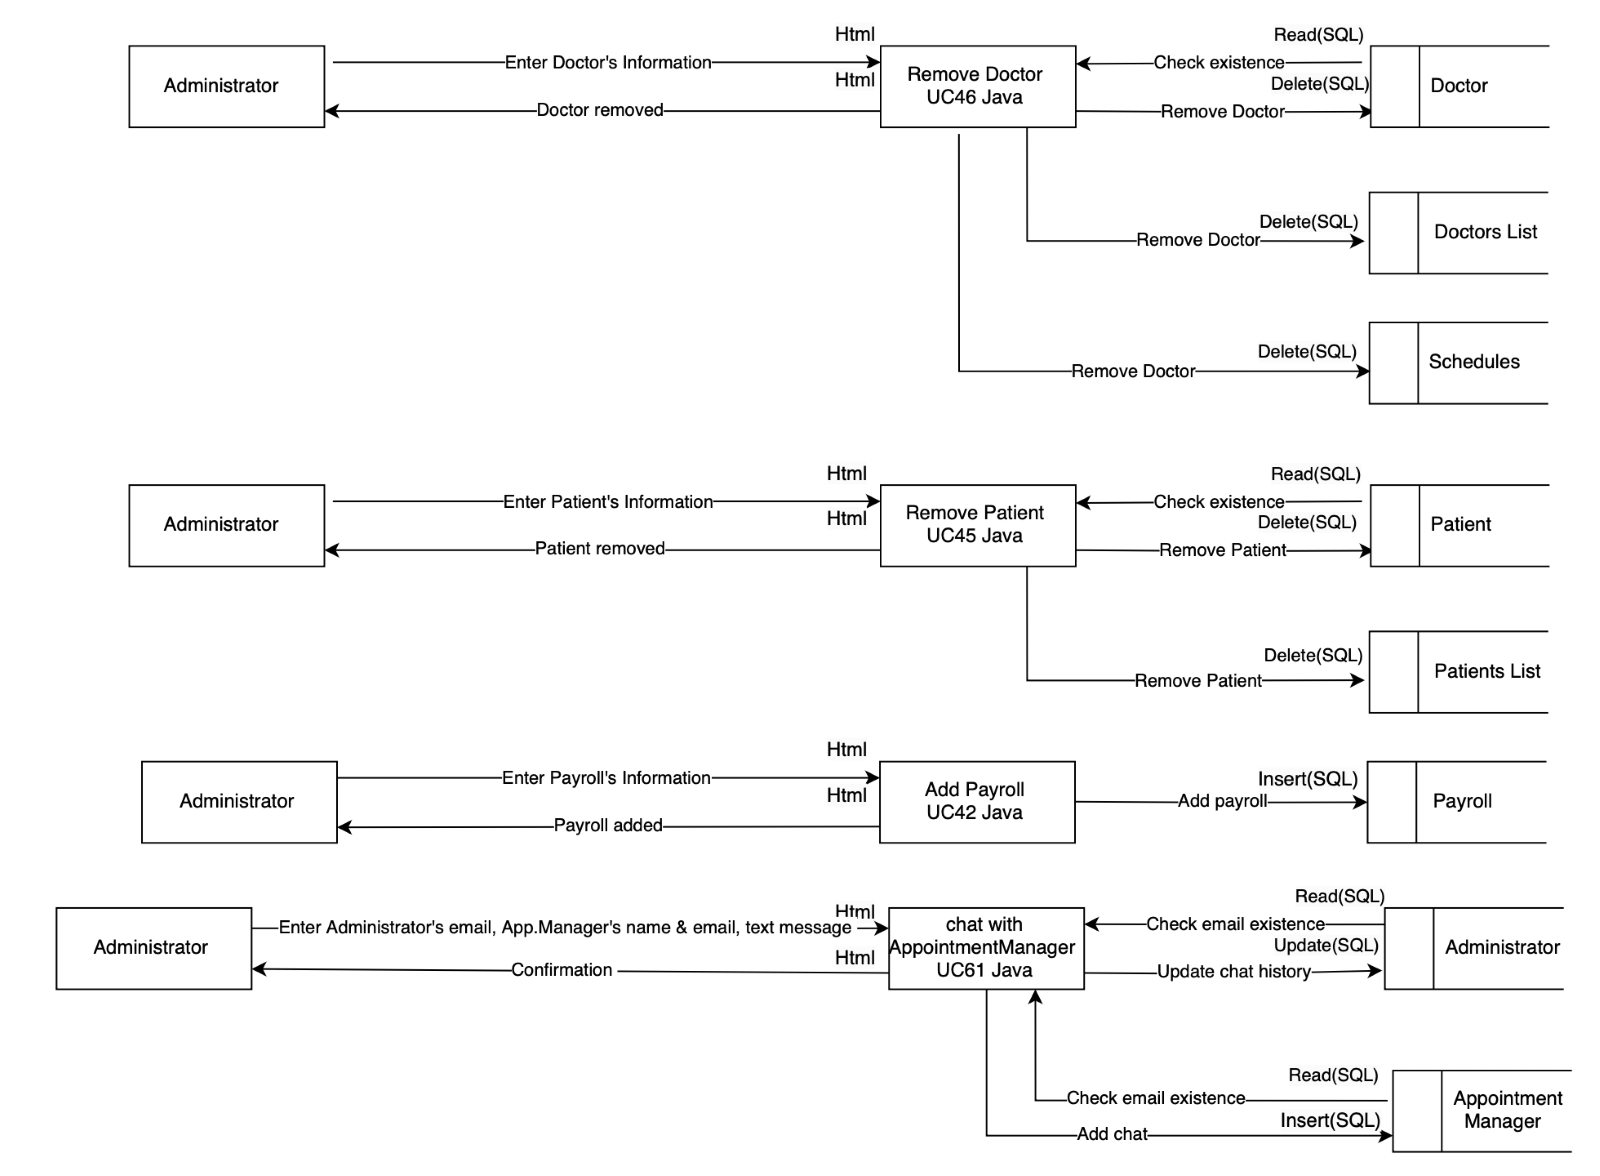 Html
Read(SQL)
Administrator
Enter Doctor's Information
Html
Remove Doctor
UC46 Java
Check existence
Delete(SQL)
Doctor
Doctor removed
Remove Doctor
Delete(SQL)
Remove Doctor
Doctors List
Delete(SQL)
Remove Doctor
Schedules
Html
Read(SQL)
Administrator
Enter Patient's Information
Html
Remove Patient
UC45 Java
Check existence
Delete(SQL)
Patient
Patient removed
Remove Patient
Delete(SQL)
Remove Patient
Patients List
Html
Administrator
Enter Payroll's Information
Html
Add Payroll
UC42 Java
Insert(SQL)
Add payroll
Payroll
Payroll added
Html
Read(SQL)
Administrator
Enter Administrator's email, App.Manager's name & email, text message
Html
chat with
AppointmentManager
UC61 Java
Check email existence
Update(SQL)
Administrator
Confirmation
Update chat history
Read(SQL)
Check email existence
Insert(SQL)
Add chat
Appointment
Manager